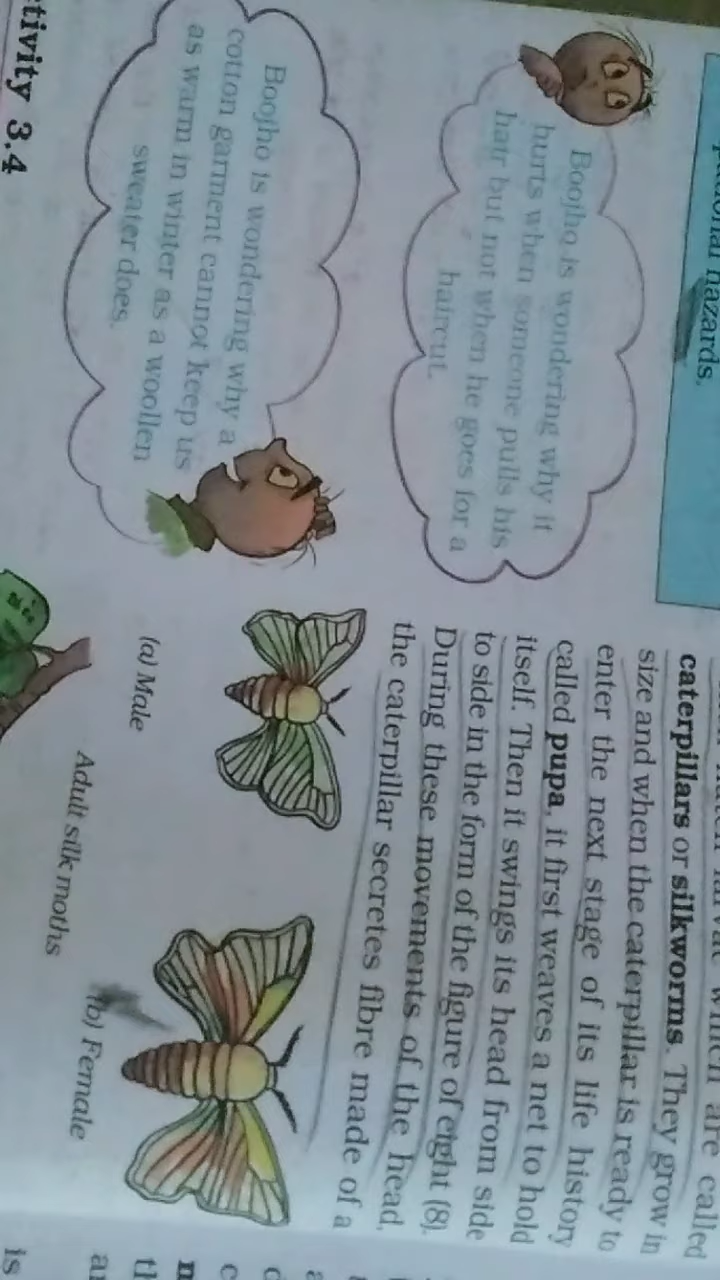 hazards.
Boojho is wondering why it
hurts when someone pulls his
hair but not when he goes for a
haircut.
Boojho is wondering why a
cotton garment cannot keep us
as warm in winter as a woollen
sweater does.
tivity 3.4
are called
caterpillars or silkworms. They grow in
size and when the caterpillar is ready to
enter the next stage of its life history
called pupa, it first weaves a net to hold
itself. Then it swings its head from side
to side in the form of the figure of eight (8).
During these movements of the head,
the caterpillar secretes fibre made of a
(a) Male
(b) Female
Adult silk moths
is